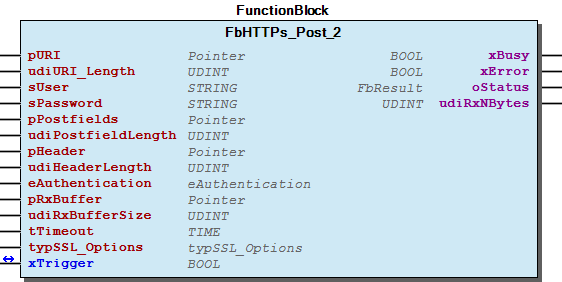 FunctionBlock
FbHTTPs_Post_2
pURI Pointer BOOL xBusy
udiURI_Length UDINT BOOL xError
sUser STRING FbResult oStatus
sPassword STRING UDINT udiRxNBytes
pPostfields Pointer
udiPostfieldLength UDINT
pHeader Pointer
udiHeaderLength UDINT
eAuthentication eAuthentication
pRxBuffer Pointer
udiRxBufferSize UDINT
tTimeout TIME
typSSL_Options typSSL_Options
xTrigger BOOL